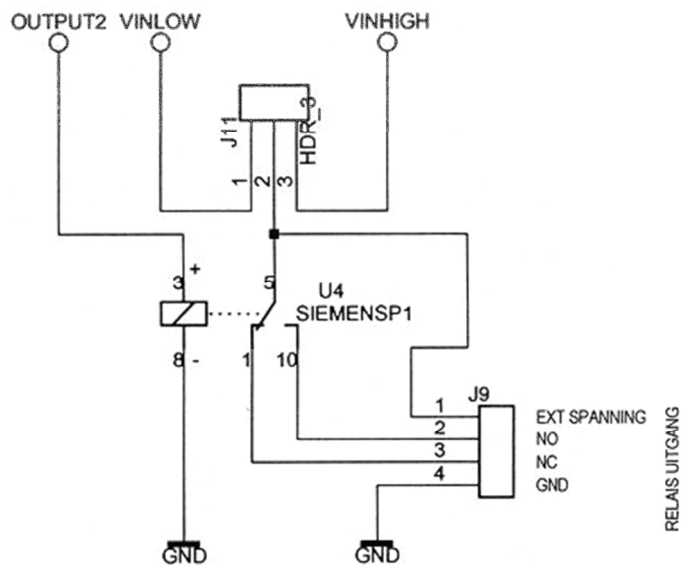 OUTPUT2 VINLOW VINHIGH
J11
HDR_3
1 2 3
3 +
5
U4
SIEMENSP1
8 -
1 10
J9
1 EXT SPANNING
2 NO
3 NC
4 GND
RELAIS UITGANG
GND GND